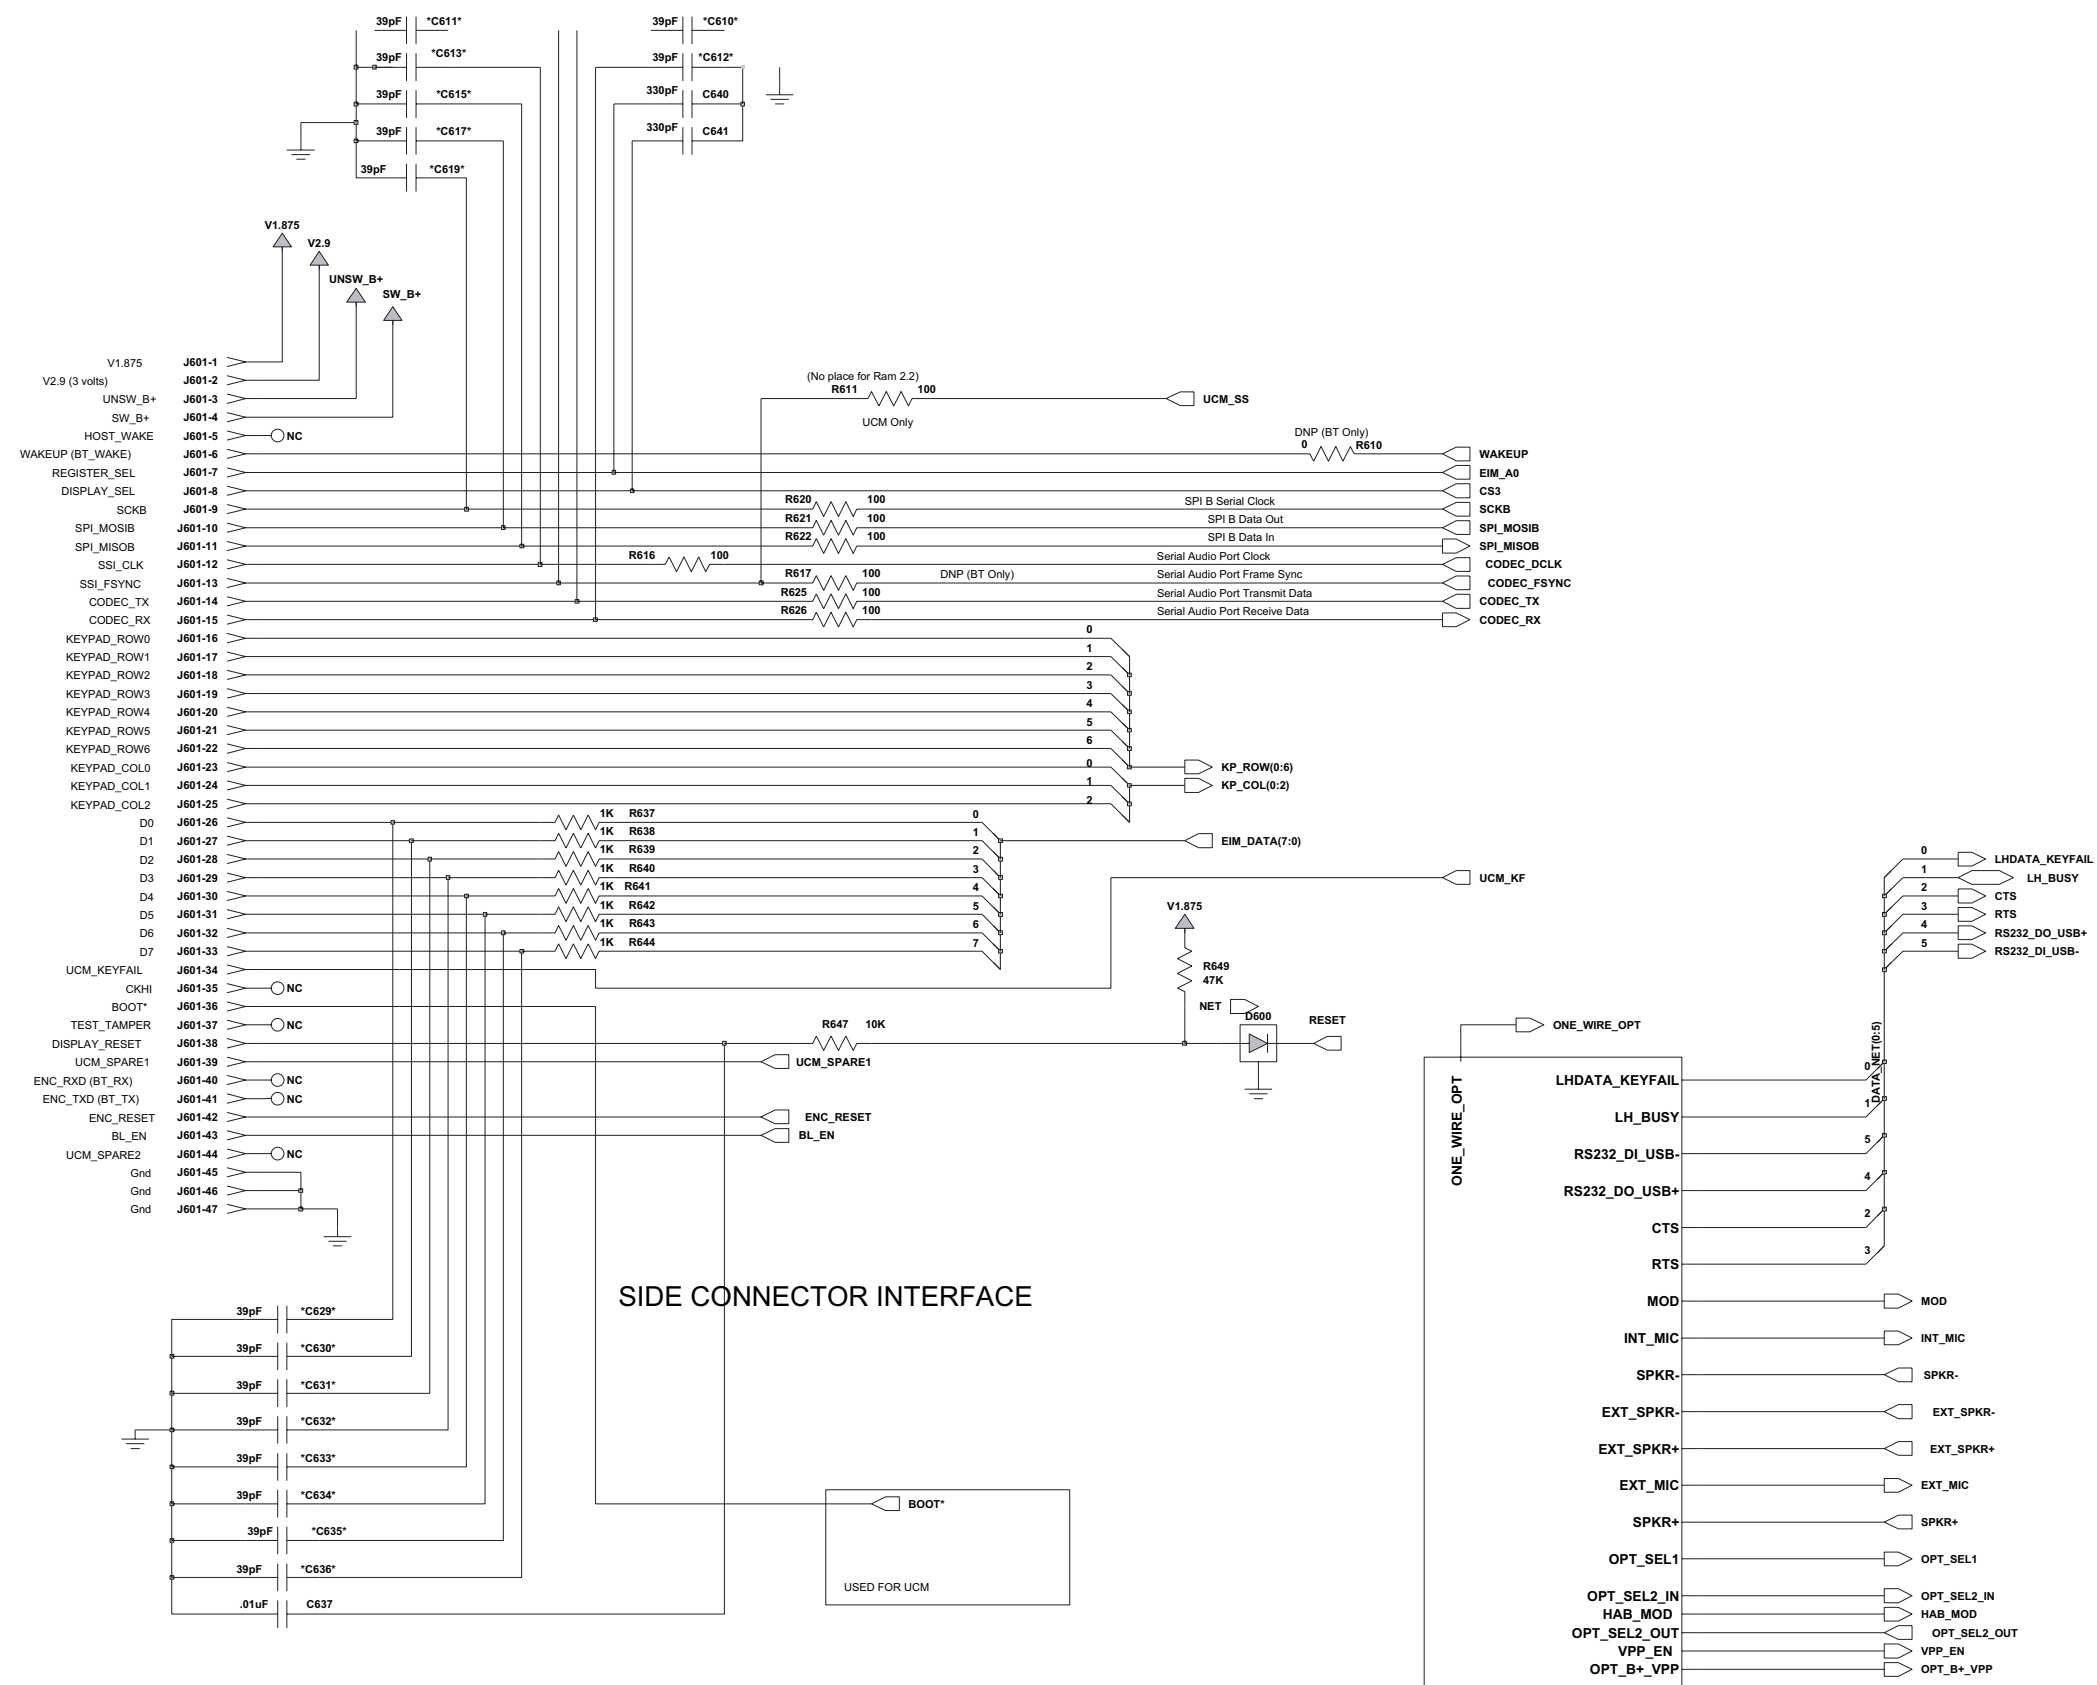 39pF *C611* 39pF *C610*
39pF *C613* 39pF *C612*
39pF *C615* 330pF C640
39pF *C617* 330pF C641
39pF *C619*
V1.875
V2.9
UNSW_B+
SW_B+
V1.875 J601-1
V2.9 (3 volts) J601-2
(No place for Ram 2.2)
UNSW_B+ J601-3 R611 100 UCM_SS
SW_B+ J601-4 UCM Only
HOST_WAKE J601-5 NC DNP (BT Only)
WAKEUP (BT_WAKE) J601-6 0 R610 WAKEUP
REGISTER_SEL J601-7 EIM_A0
DISPLAY_SEL J601-8 CS3
SCKB J601-9 R620 100 SPI B Serial Clock SCKB
SPI_MOSIB J601-10 R621 100 SPI B Data Out SPI_MOSIB
SPI_MISOB J601-11 R622 100 SPI B Data In SPI_MISOB
SSI_CLK J601-12 R616 100 Serial Audio Port Clock CODEC_DCLK
SSI_FSYNC J601-13 R617 100 DNP (BT Only) Serial Audio Port Frame Sync CODEC_FSYNC
CODEC_TX J601-14 R625 100 Serial Audio Port Transmit Data CODEC_TX
CODEC_RX J601-15 R626 100 Serial Audio Port Receive Data CODEC_RX
KEYPAD_ROW0 J601-16 0
KEYPAD_ROW1 J601-17 1
KEYPAD_ROW2 J601-18 2
KEYPAD_ROW3 J601-19 3
KEYPAD_ROW4 J601-20 4
KEYPAD_ROW5 J601-21 5
KEYPAD_ROW6 J601-22 6
KEYPAD_COL0 J601-23 0 KP_ROW(0:6)
KEYPAD_COL1 J601-24 1 KP_COL(0:2)
KEYPAD_COL2 J601-25 2
D0 J601-26 1K R637 0
D1 J601-27 1K R638 1 EIM_DATA(7:0)
D2 J601-28 1K R639 2
D3 J601-29 1K R640 3 UCM_KF
D4 J601-30 1K R641 4
D5 J601-31 1K R642 5
D6 J601-32 1K R643 6
D7 J601-33 1K R644 7
UCM_KEYFAIL J601-34
CKHI J601-35 NC
BOOT* J601-36
TEST_TAMPER J601-37 NC
DISPLAY_RESET J601-38 R647 10K
UCM_SPARE1 J601-39 UCM_SPARE1
ENC_RXD (BT_RX) J601-40 NC
ENC_TXD (BT_TX) J601-41 NC
ENC_RESET J601-42 ENC_RESET
BL_EN J601-43 BL_EN
UCM_SPARE2 J601-44 NC
Gnd J601-45
Gnd J601-46
Gnd J601-47
V1.875
R649
47K
NET
D600
RESET
0 LHDATA_KEYFAIL
1 LH_BUSY
2 CTS
3 RTS
4 RS232_DO_USB+
5 RS232_DI_USB-
DATA_NET(0:5)
ONE_WIRE_OPT
ONE_WIRE_OPT
LHDATA_KEYFAIL 0
LH_BUSY 1
RS232_DI_USB- 5
RS232_DO_USB+ 4
CTS 2
RTS 3
MOD MOD
INT_MIC INT_MIC
SPKR- SPKR-
EXT_SPKR- EXT_SPKR-
EXT_SPKR+ EXT_SPKR+
EXT_MIC EXT_MIC
SPKR+ SPKR+
OPT_SEL1 OPT_SEL1
OPT_SEL2_IN OPT_SEL2_IN
HAB_MOD HAB_MOD
OPT_SEL2_OUT OPT_SEL2_OUT
VPP_EN VPP_EN
OPT_B+_VPP OPT_B+_VPP
SIDE CONNECTOR INTERFACE
39pF *C629*
39pF *C630*
39pF *C631*
39pF *C632*
39pF *C633*
39pF *C634*
39pF *C635*
39pF *C636*
.01uF C637
BOOT*
USED FOR UCM